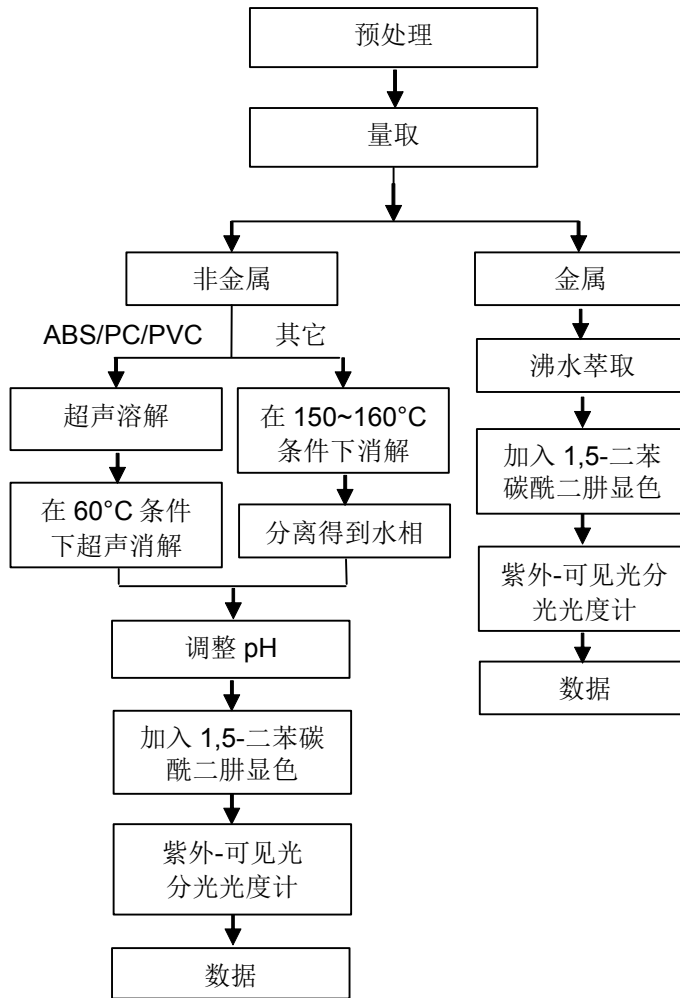 预处理
量取
非金属
金属
ABS/PC/PVC
其它
沸水萃取
超声溶解
在 150~160°C
条件下消解
加入 1,5-二苯
碳酰二肼显色
在 60°C 条件
下超声消解
分离得到水相
紫外-可见光分
光光度计
调整 pH
数据
加入 1,5-二苯碳
酰二肼显色
紫外-可见光
分光光度计
数据